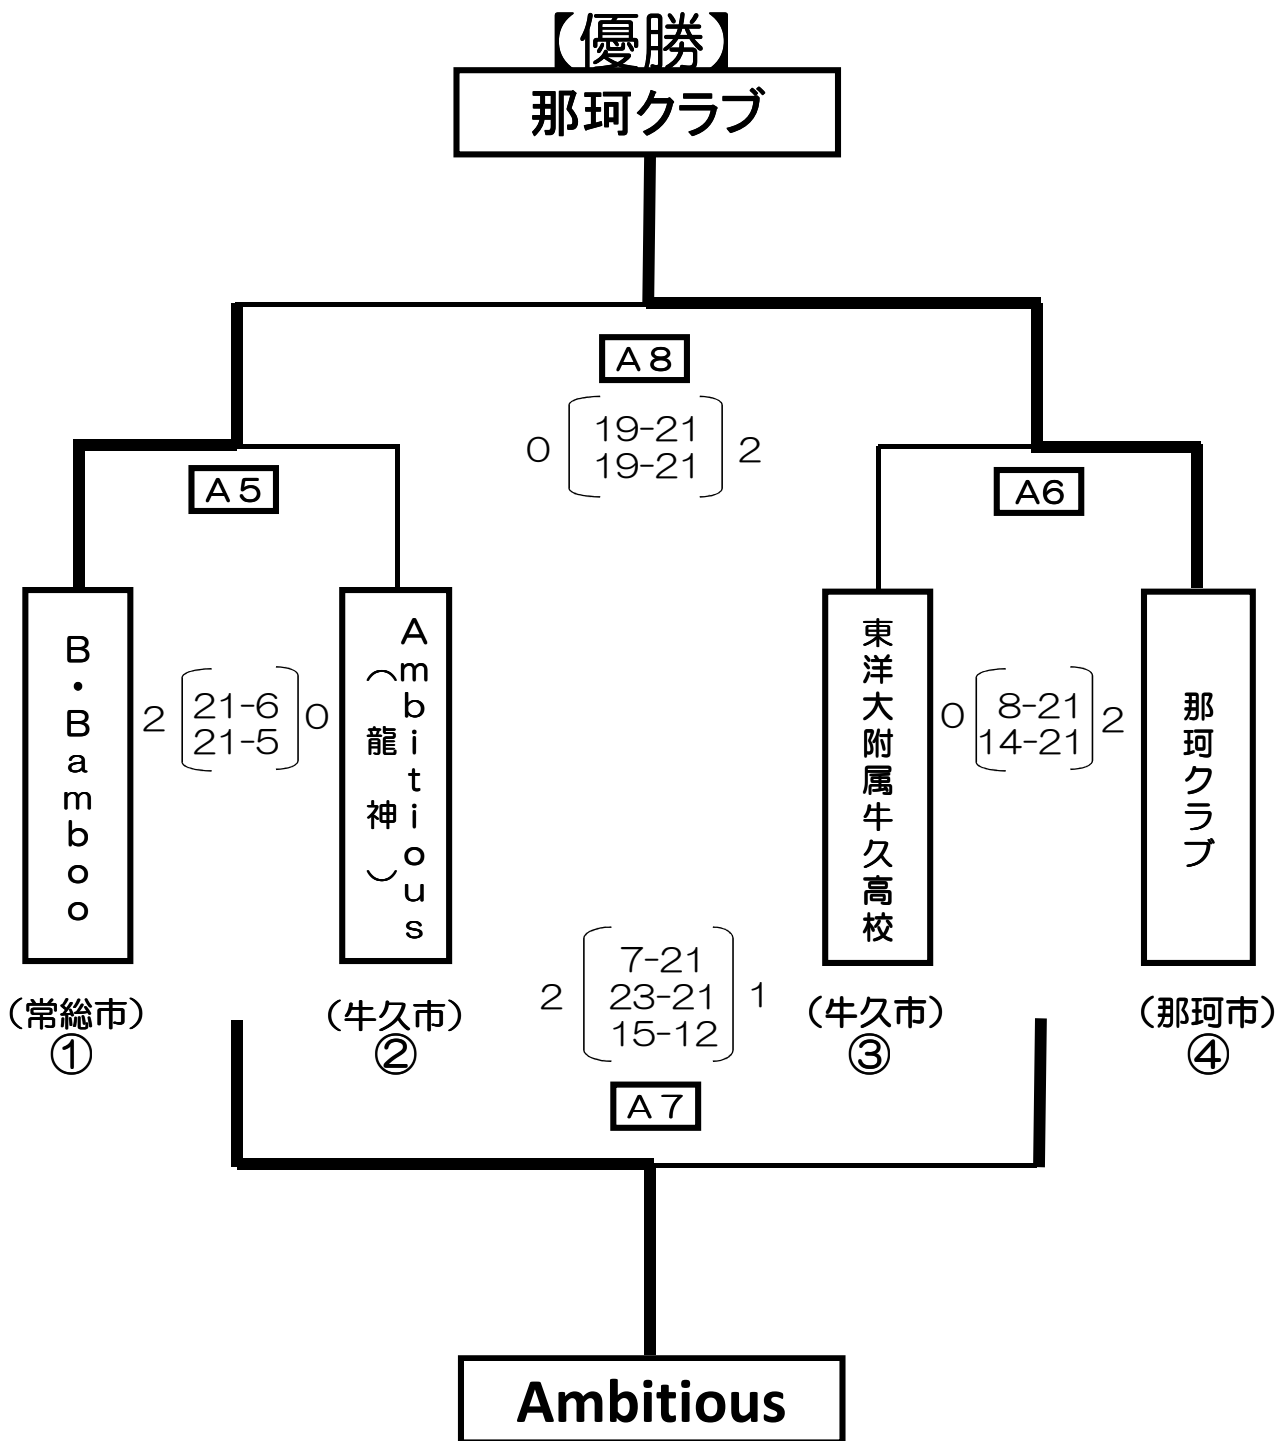 【優勝】
那珂クラブ
A8
0 19-21 2
19-21
A5
A6
B・Bamboo
2 21-6 0
21-5
Ambitious
(龍神)
東洋大附属牛久高校
0 8-21 2
14-21
那珂クラブ
(常総市)
①
(牛久市)
②
(牛久市)
③
(那珂市)
④
7-21
2 23-21 1
15-12
A7
Ambitious